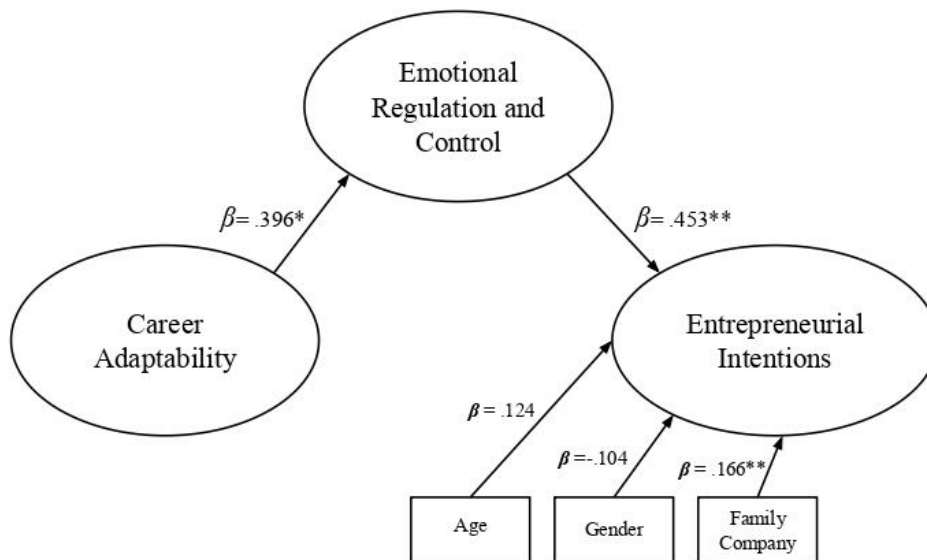 Emotional
Regulation and
Control
β= .396*
β= .453**
Career
Adaptability
Entrepreneurial
Intentions
β = .124
β =-.104
β = .166**
Age
Gender
Family
Company